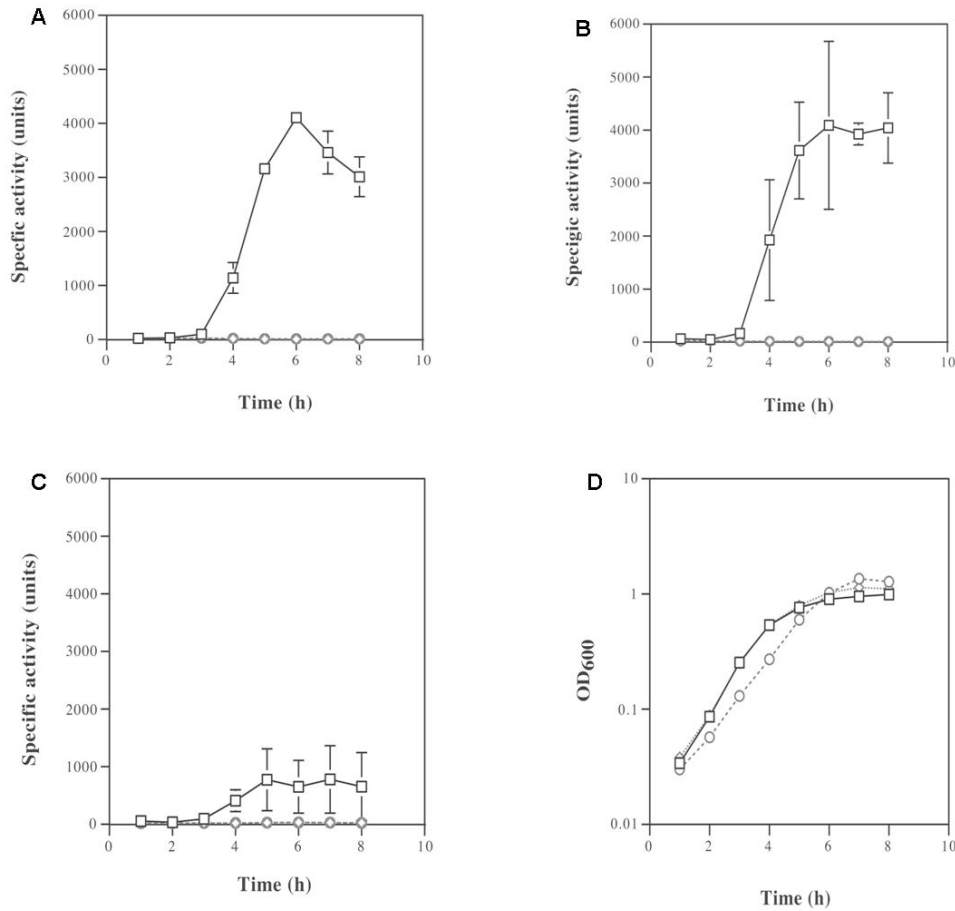 A
6000
5000
4000
3000
2000
1000
0
Specfic activity (units)
0 2 4 6 8 10
Time (h)
B
6000
5000
4000
3000
2000
1000
0
Specigic activity (units)
0 2 4 6 8 10
Time (h)
C
6000
5000
4000
3000
2000
1000
0
Specific activity (units)
0 2 4 6 8 10
Time (h)
D
10
1
0.1
0.01
OD600
0 2 4 6 8 10
Time (h)